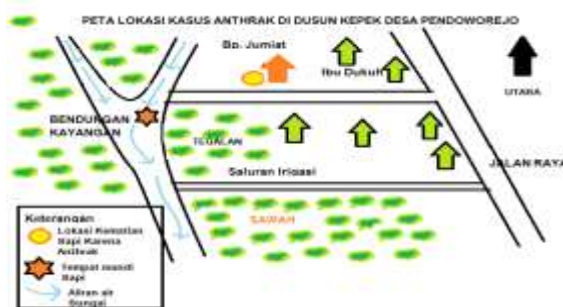 PETA LOKASI KASUS ANTHRAK DI DUSUN KEPEK DESA PENDOWOREJO
Bp. Jumiat
Ibu Dukuh
UTARA
BENDUNGAN
KAYANGAN
TEGALAN
JALAN RAYA
Saluran Irigasi
SAWAH
Keterangan
Lokasi Kematian
Sapi Karena
Anthrak
Tempat mandi
Sapi
Aliran air
Sungai